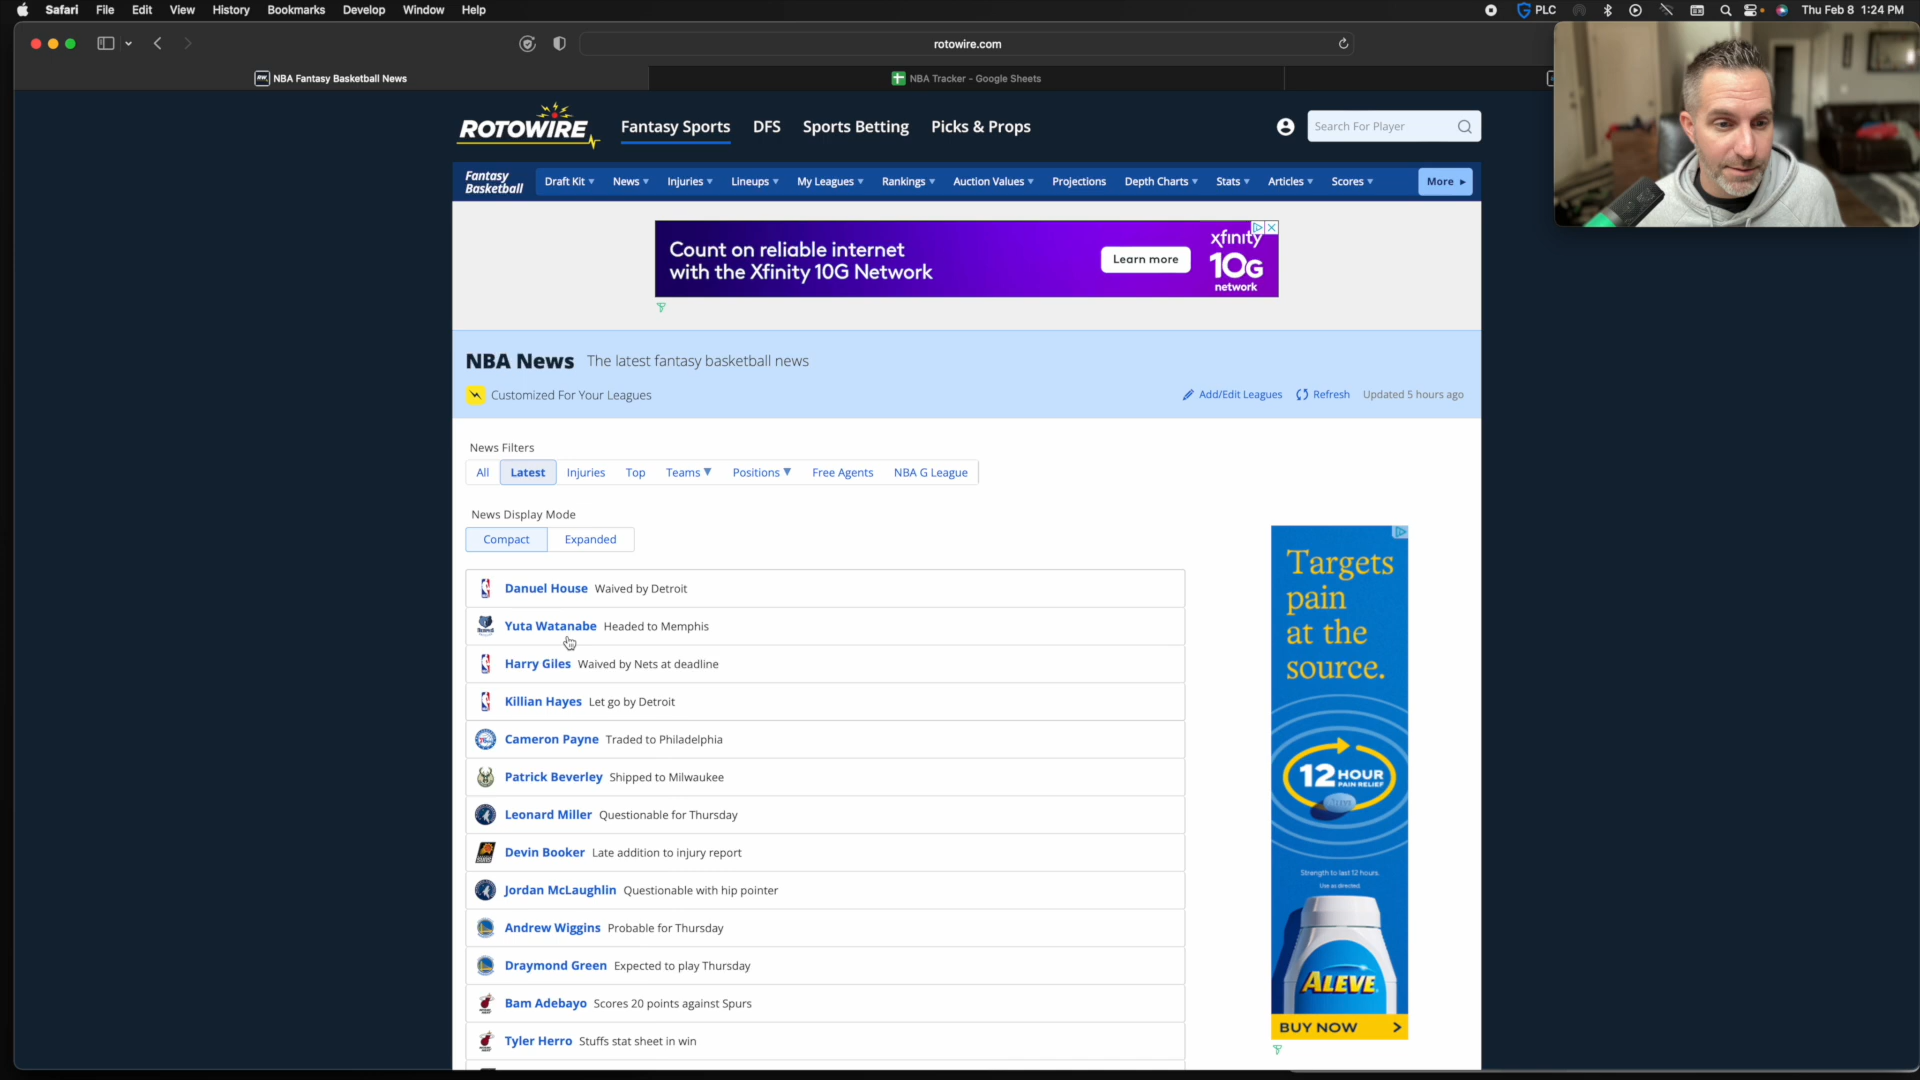 Safari File Edit View History Bookmarks Develop Window Help PLC Thu Feb 8 1:24 PM
rotowire.com
NBA Fantasy Basketball News NBA Tracker - Google Sheets
ROTOWIRE Fantasy Sports DFS Sports Betting Picks & Props Search For Player
Fantasy Basketball Draft Kit News Injuries Lineups My Leagues Rankings Auction Values Projections Depth Charts Stats Articles Scores More
Count on reliable internet
with the Xfinity 10G Network
Learn more
xfinity
10G
network
NBA News The latest fantasy basketball news
Customized For Your Leagues Add/Edit Leagues Refresh Updated 5 hours ago
News Filters
All Latest Injuries Top Teams Positions Free Agents NBA G League
News Display Mode
Compact Expanded
Danuel House Waived by Detroit
Yuta Watanabe Headed to Memphis
Harry Giles Waived by Nets at deadline
Killian Hayes Let go by Detroit
Cameron Payne Traded to Philadelphia
Patrick Beverley Shipped to Milwaukee
Leonard Miller Questionable for Thursday
Devin Booker Late addition to injury report
Jordan McLaughlin Questionable with hip pointer
Andrew Wiggins Probable for Thursday
Draymond Green Expected to play Thursday
Bam Adebayo Scores 20 points against Spurs
Tyler Herro Stuffs stat sheet in win
Targets
pain
at the
source.
12 HOUR
PAIN RELIEF
Strength to last 12 hours.
Use as directed.
ALEVE
BUY NOW >